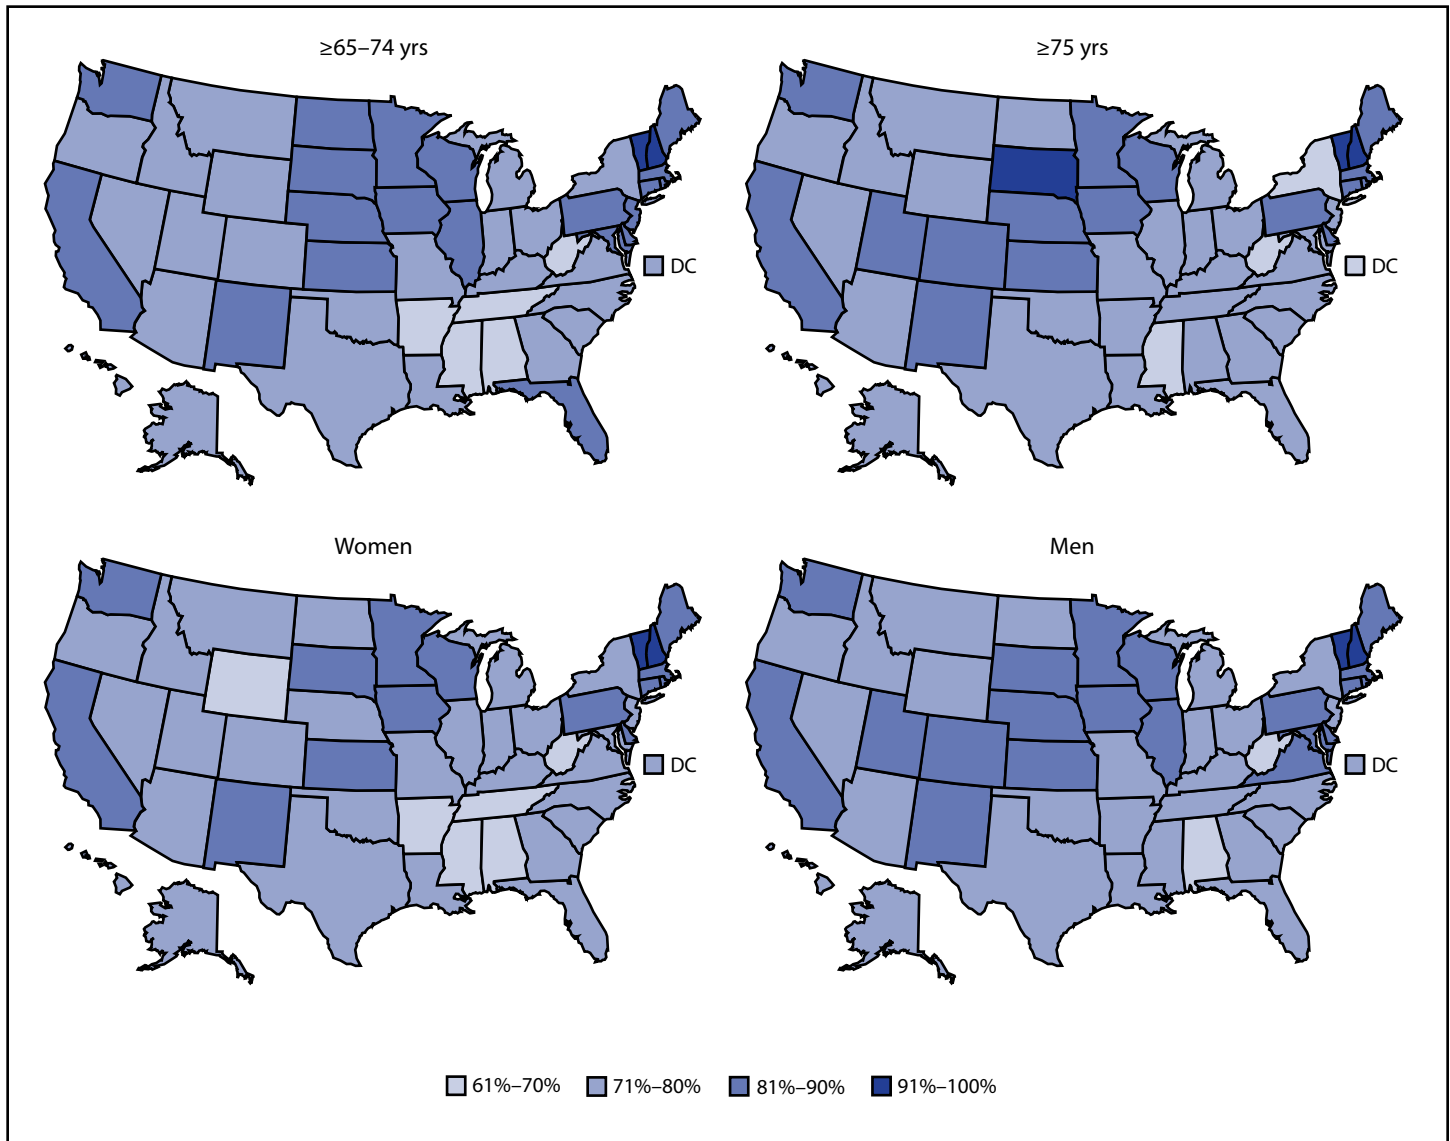 ≥65–74 yrs
≥75 yrs
DC
DC
Women
Men
DC
DC
61%–70%
71%–80%
81%–90%
91%–100%